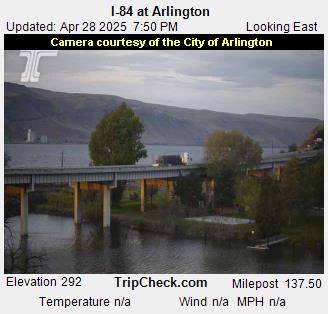 I-84 at Arlington
Updated: Apr 28 2025 7:50 PM Looking East
Camera courtesy of the City of Arlington
Elevation 292 TripCheck.com Milepost 137.50
Temperature n/a Wind n/a MPH n/a